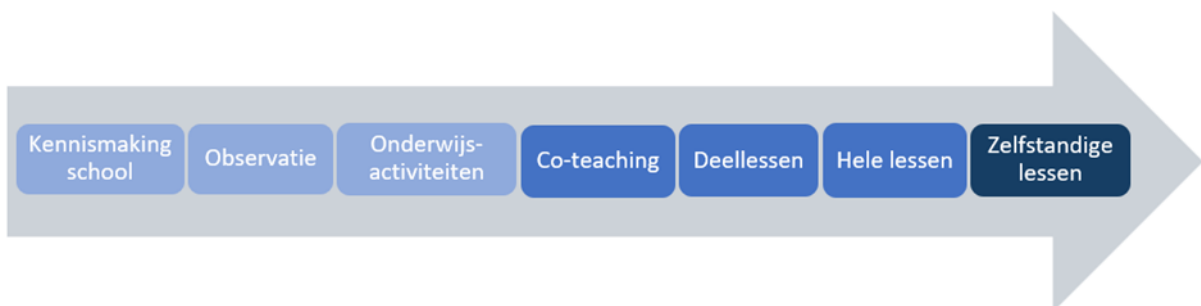 Kennismaking
school
Observatie
Onderwijs-
activiteiten
Co-teaching
Deellessen
Hele lessen
Zelfstandige
lessen